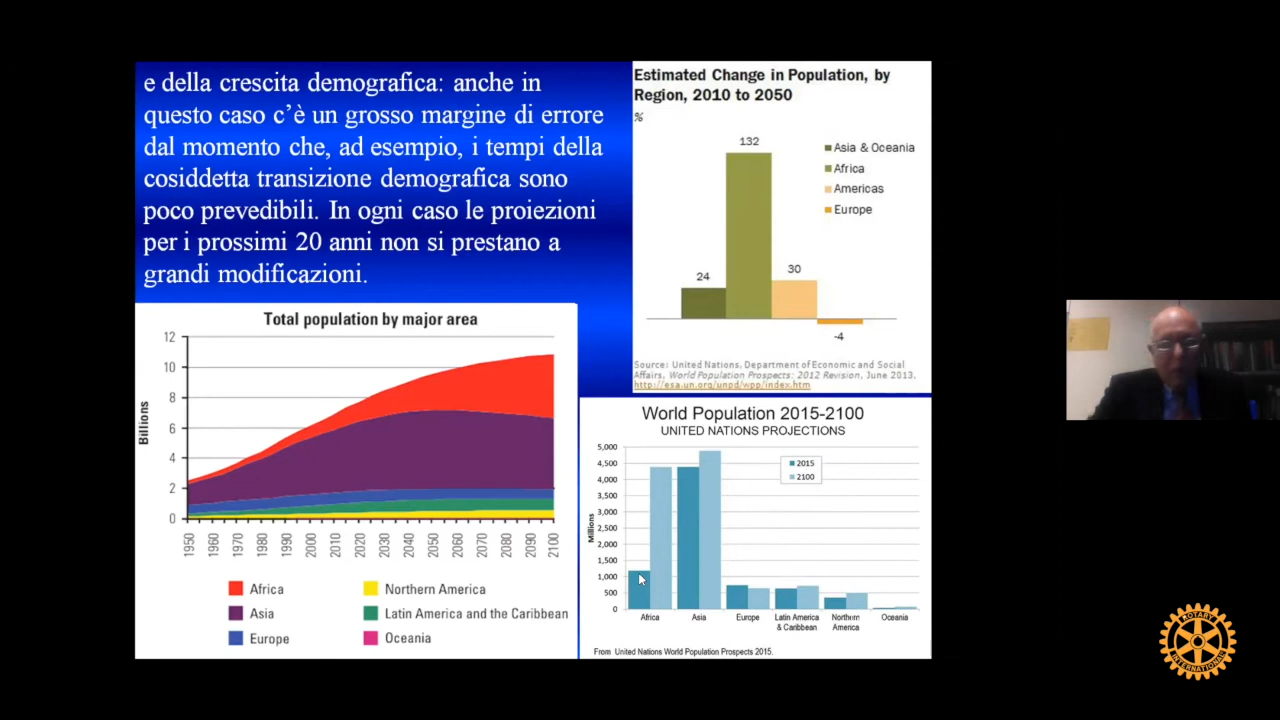 e della crescita demografica: anche in
questo caso c’è un grosso margine di errore
dal momento che, ad esempio, i tempi della
cosiddetta transizione demografica sono
poco prevedibili. In ogni caso le proiezioni
per i prossimi 20 anni non si prestano a
grandi modificazioni.
Estimated Change in Population, by
Region, 2010 to 2050
%
132
24
30
-4
Asia & Oceania
Africa
Americas
Europe
Source: United Nations, Department of Economic and Social
Affairs, World Population Prospects: 2012 Revision, June 2013.
http://esa.un.org/unpd/wpp/index.htm
Total population by major area
Billions
12
10
8
6
4
2
0
1950
1960
1970
1980
1990
2000
2010
2020
2030
2040
2050
2060
2070
2080
2090
2100
Africa
Asia
Europe
Northern America
Latin America and the Caribbean
Oceania
World Population 2015-2100
UNITED NATIONS PROJECTIONS
Millions
5,000
4,500
4,000
3,500
3,000
2,500
2,000
1,500
1,000
500
0
2015
2100
Africa
Asia
Europe
Latin America
& Caribbean
Northern
America
Oceania
From United Nations World Population Prospects 2015.
ROTARY
INTERNATIONAL